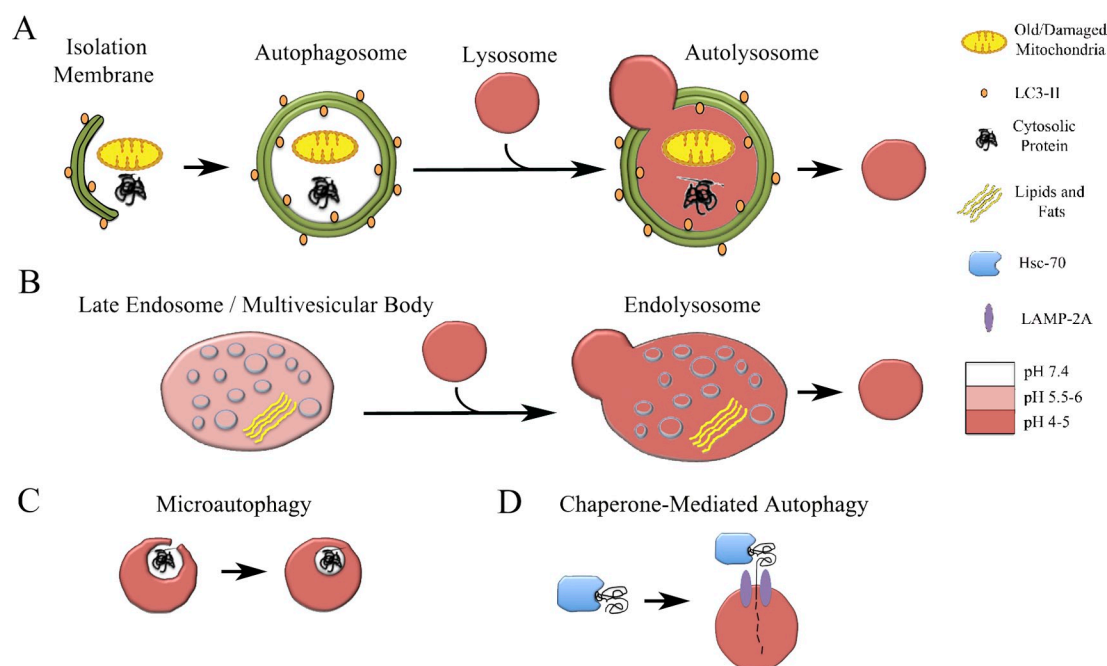 A
Isolation
Membrane
Autophagosome
Lysosome
Autolysosome
Old/Damaged
Mitochondria
LC3-II
Cytosolic
Protein
Lipids and
Fats
Hsc-70
LAMP-2A
pH 7.4
pH 5.5-6
pH 4-5
B
Late Endosome / Multivesicular Body
Endolysosome
C
Microautophagy
D
Chaperone-Mediated Autophagy